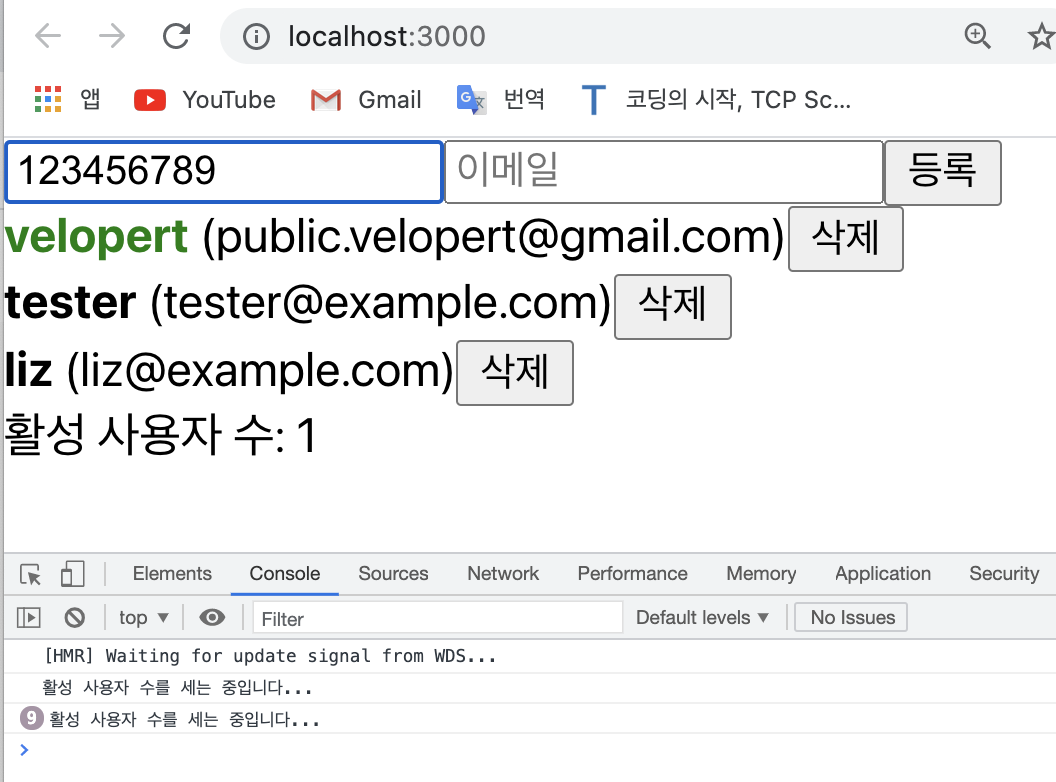 localhost:3000
앱 YouTube Gmail 번역 코딩의 시작, TCP Sc...
123456789 이메일 등록
velopert (public.velopert@gmail.com) 삭제
tester (tester@example.com) 삭제
liz (liz@example.com) 삭제
활성 사용자 수: 1
Elements Console Sources Network Performance Memory Application Security
top ▼ Filter Default levels ▼ No Issues
[HMR] Waiting for update signal from WDS...
활성 사용자 수를 세는 중입니다...
9 활성 사용자 수를 세는 중입니다...